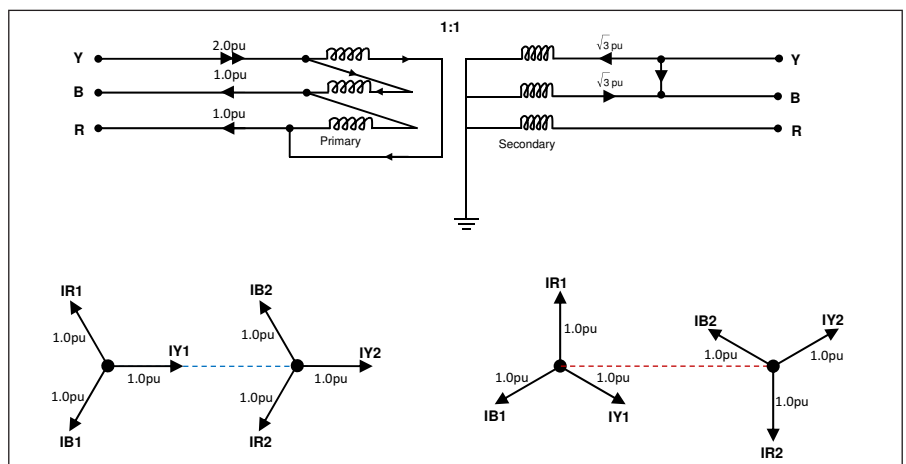 1:1
Y
2.0pu
√3 pu
Y
1.0pu
B
√3 pu
B
1.0pu
R
R
Primary
Secondary
IR1
IB2
IR1
1.0pu
1.0pu
1.0pu
IB2
IY2
IY1
IY2
1.0pu
1.0pu
1.0pu
1.0pu
1.0pu
1.0pu
1.0pu
1.0pu
1.0pu
IB1
IY1
IB1
IR2
IR2